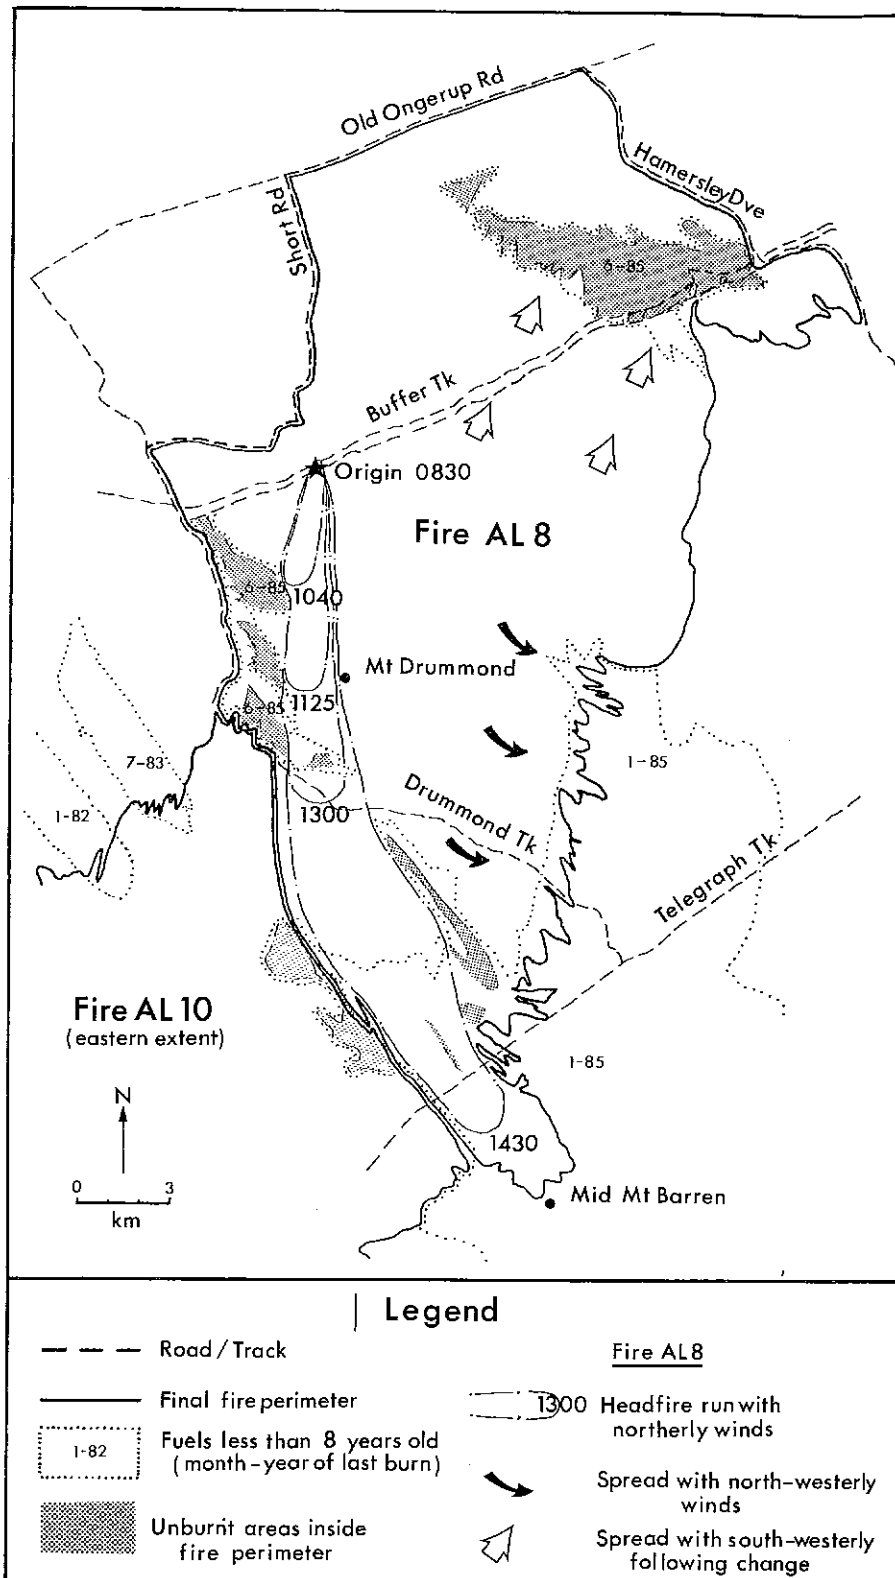 Old Ongerup Rd
Hamersley Dve
Short Rd
6-85
Buffer Tk
Origin 0830
Fire AL 8
6-85
1040
Mt Drummond
6-85
1125
7-83
1-82
1-85
1300
Drummond Tk
Telegraph Tk
Fire AL 10
(eastern extent)
1-85
N
1430
0 3
km
Mid Mt Barren
Legend
Road / Track
Fire AL8
Final fire perimeter
1300 Headfire run with
northerly winds
1-82
Fuels less than 8 years old
(month-year of last burn)
Spread with north-westerly
winds
Unburnt areas inside
fire perimeter
Spread with south-westerly
following change